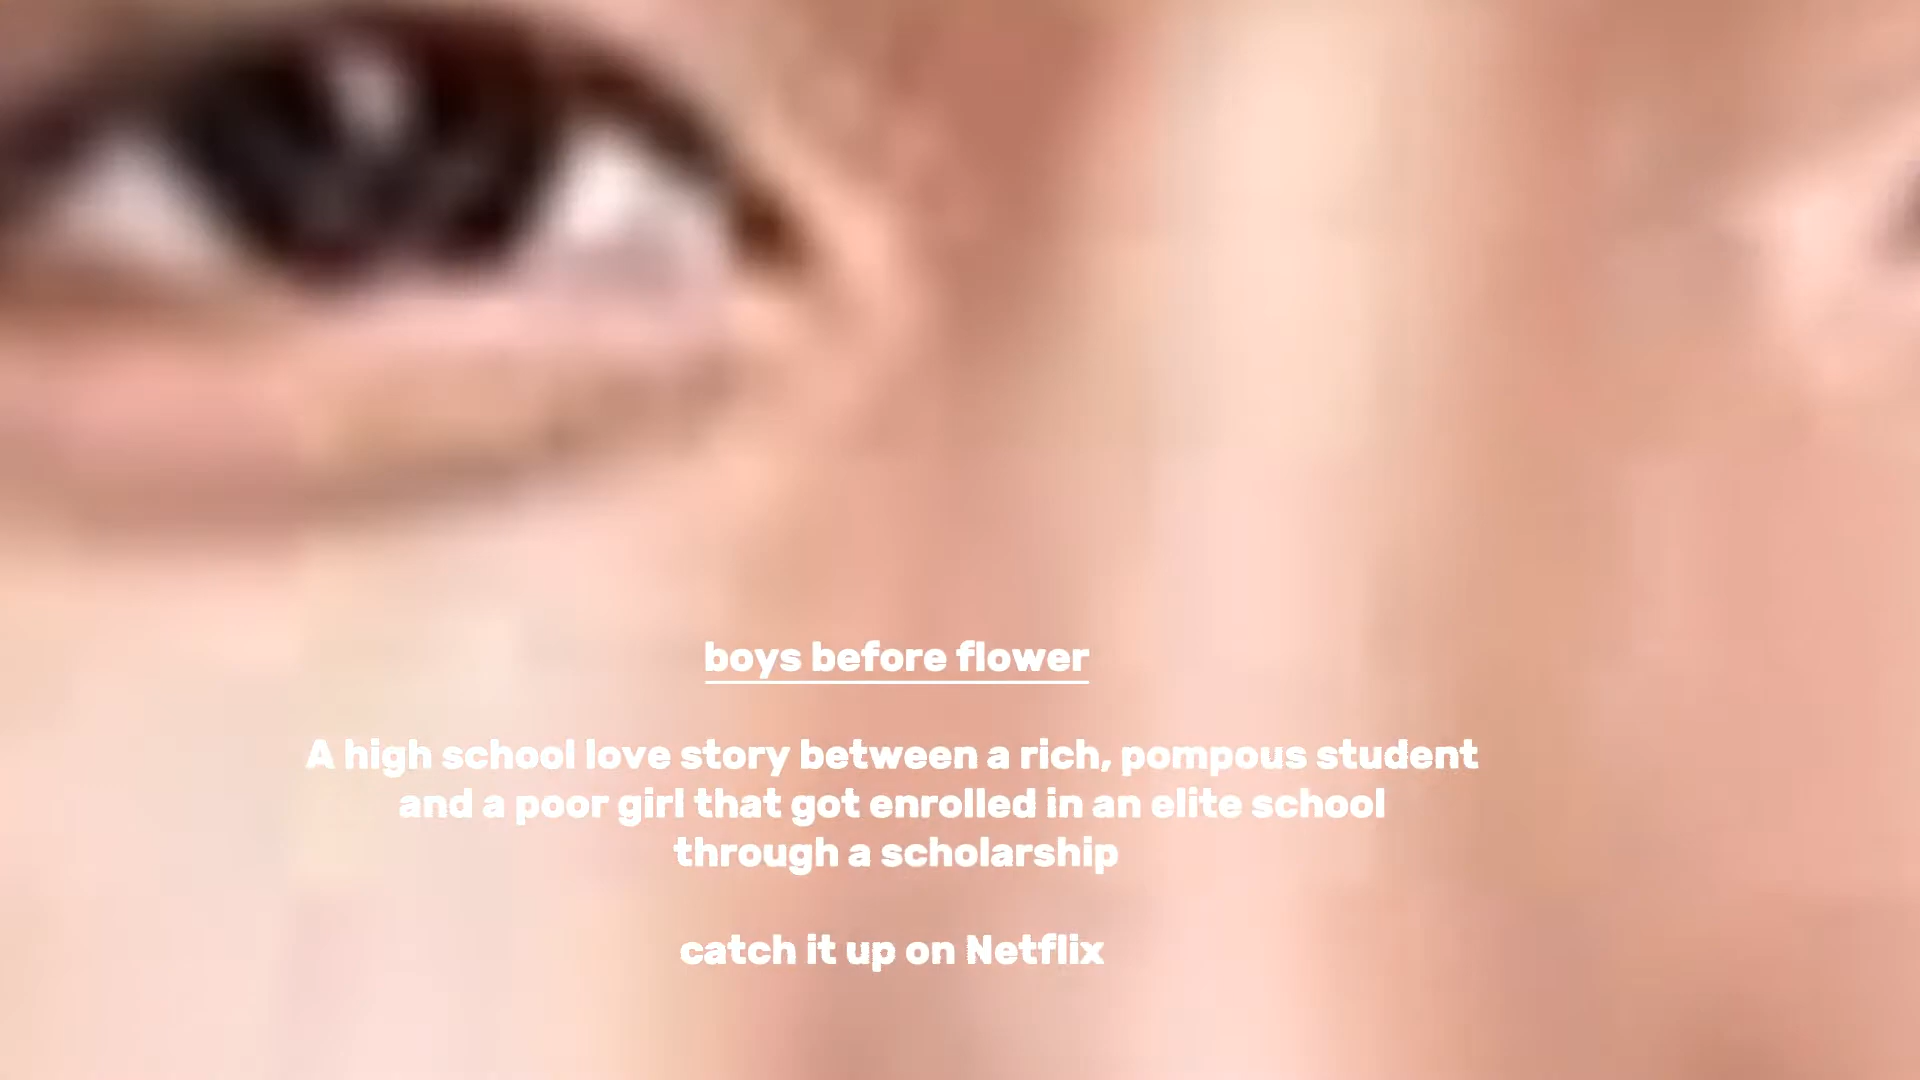 boys before flower
A high school love story between a rich, pompous student
and a poor girl that got enrolled in an elite school
through a scholarship
catch it up on Netflix